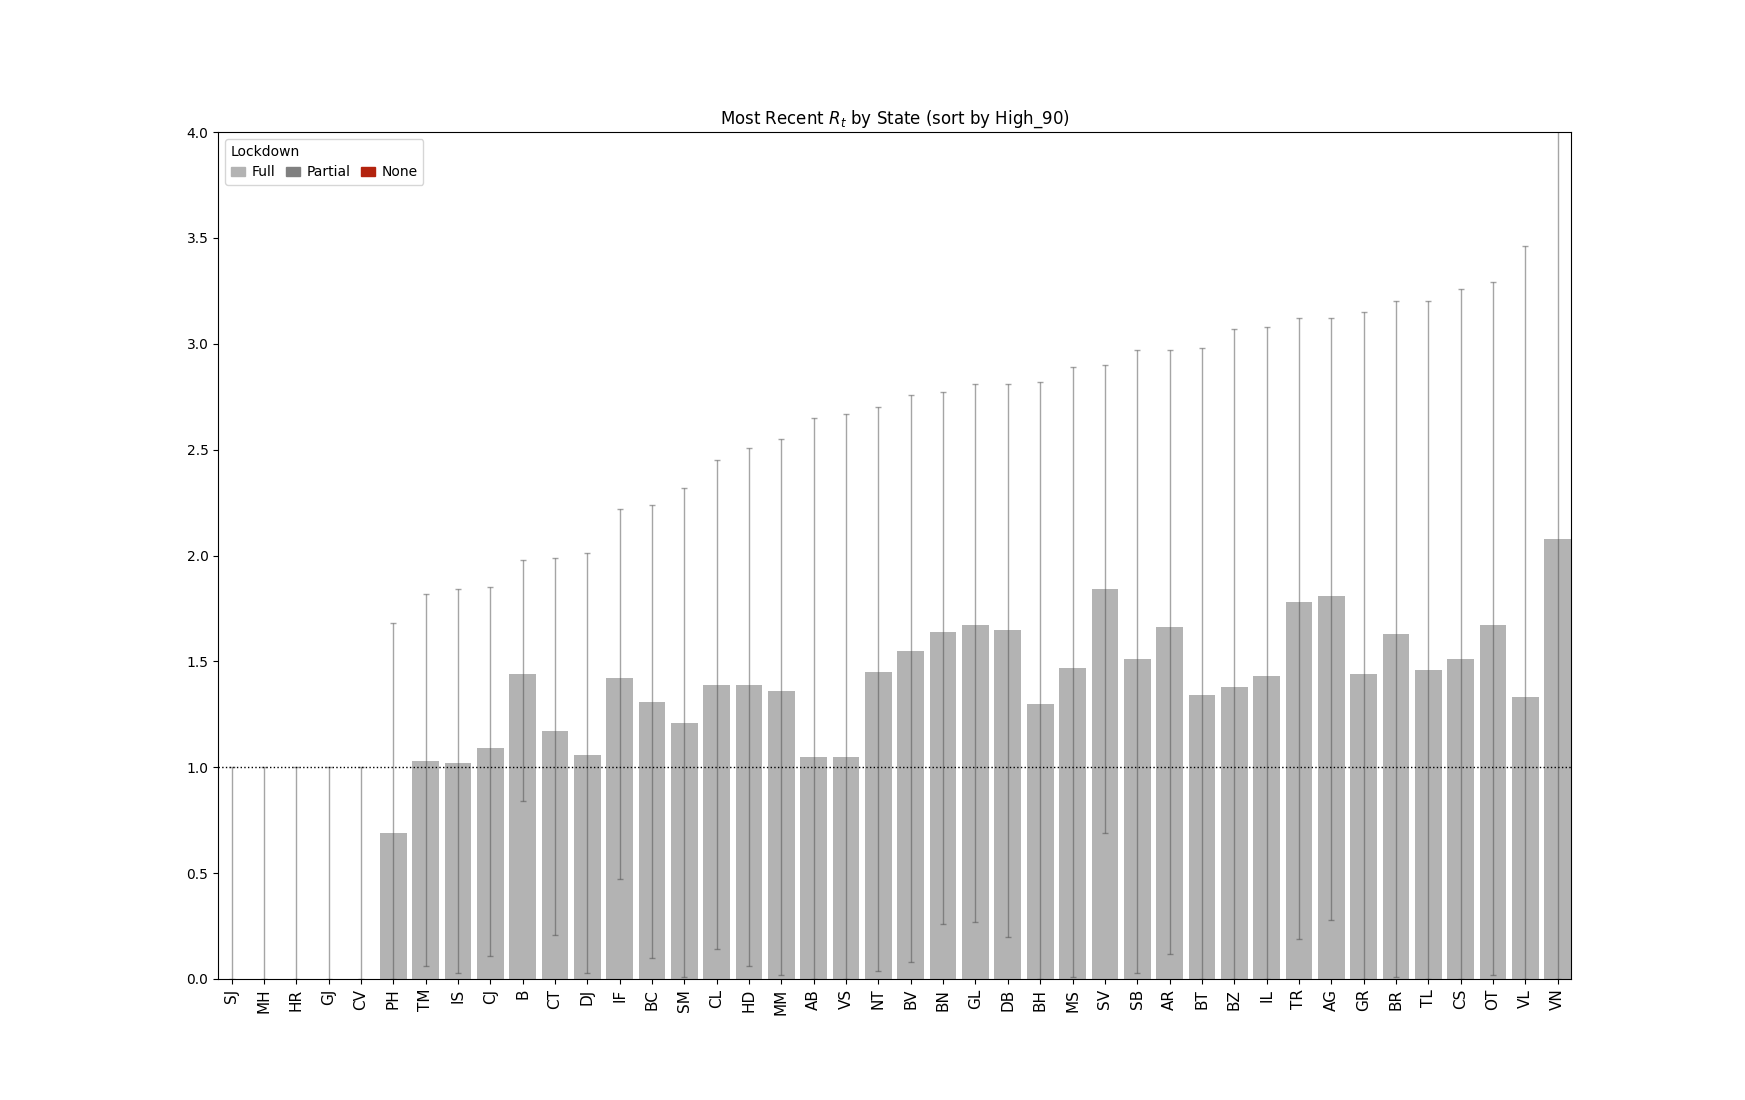 Most Recent R_t by State (sort by High_90)
Lockdown
Full Partial None
4.0
3.5
3.0
2.5
2.0
1.5
1.0
0.5
0.0
SJ MH HR GJ CV PH TM IS CJ B CT DJ IF BC SM CL HD MM AB VS NT BV BN GL DB BH MS SV SB AR BT BZ IL TR AG GR BR TL CS OT VL VN